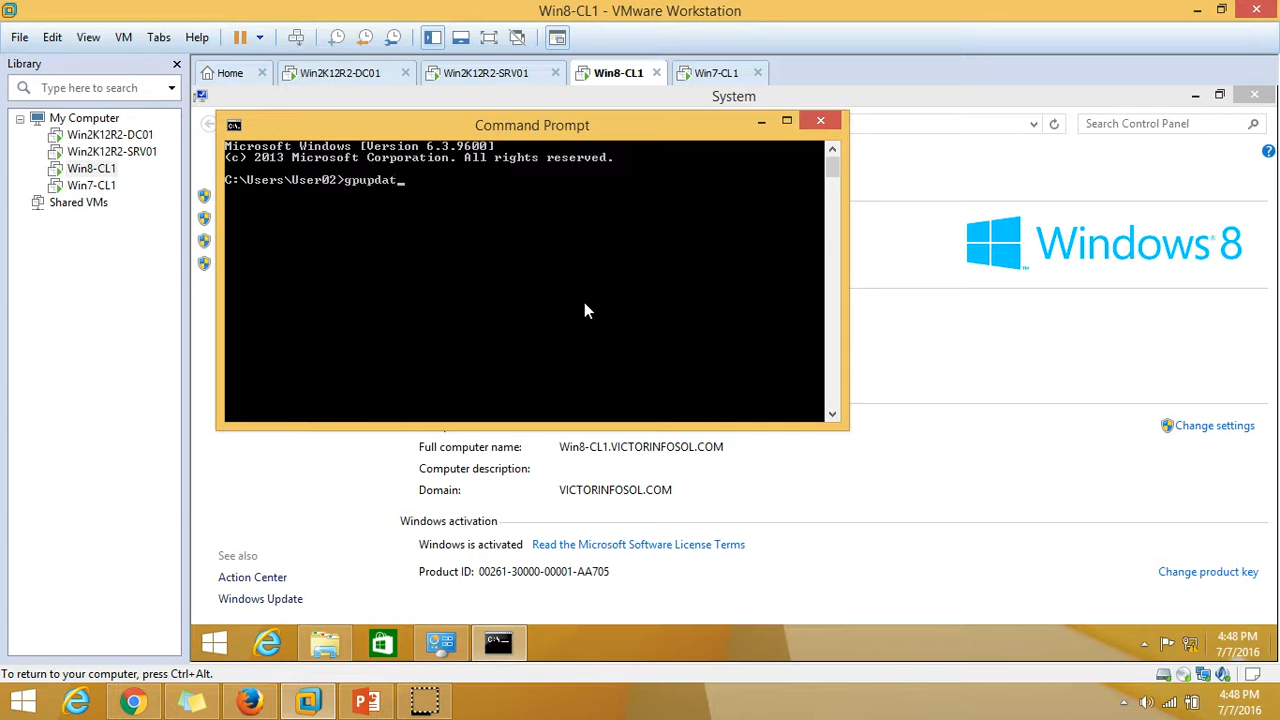 Win8-CL1 - VMware Workstation
File Edit View VM Tabs Help
Library
Type here to search
My Computer
Win2K12R2-DC01
Win2K12R2-SRV01
Win8-CL1
Win7-CL1
Shared VMs
Home Win2K12R2-DC01 Win2K12R2-SRV01 Win8-CL1 Win7-CL1
System
Search Control Panel
Command Prompt
Microsoft Windows [Version 6.3.9600]
(c) 2013 Microsoft Corporation. All rights reserved.
C:\Users\User02>gpupdat_
Windows 8
Change settings
Full computer name: Win8-CL1.VICTORINFOSOL.COM
Computer description:
Domain: VICTORINFOSOL.COM
Windows activation
Windows is activated Read the Microsoft Software License Terms
Product ID: 00261-30000-00001-AA705
Change product key
See also
Action Center
Windows Update
4:48 PM
7/7/2016
To return to your computer, press Ctrl+Alt.
4:48 PM
7/7/2016